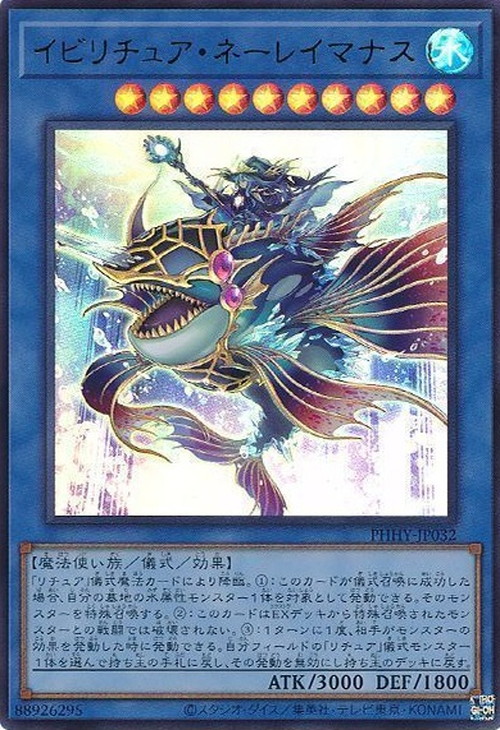 イビリチュア・ネーレイマナス
水
PHHY-JP032
【魔法使い族／儀式／効果】
「リチュア」儀式魔法カードにより降臨。①：このカードが儀式召喚に成功した
場合、自分の墓地の水属性モンスター1体を対象として発動できる。そのモン
スターを特殊召喚する。②：このカードはEXデッキから特殊召喚されたモンス
ターとの戦闘では破壊されない。③：1ターンに1度、相手がモンスターの
効果を発動した時に発動できる。自分フィールドの「リチュア」儀式モンスター
1体を選んで持ち主の手札に戻し、その発動を無効にし持ち主のデッキに戻す。
ATK/3000 DEF/1800
88926295
©スタジオ・ダイス／集英社・テレビ東京・KONAMI